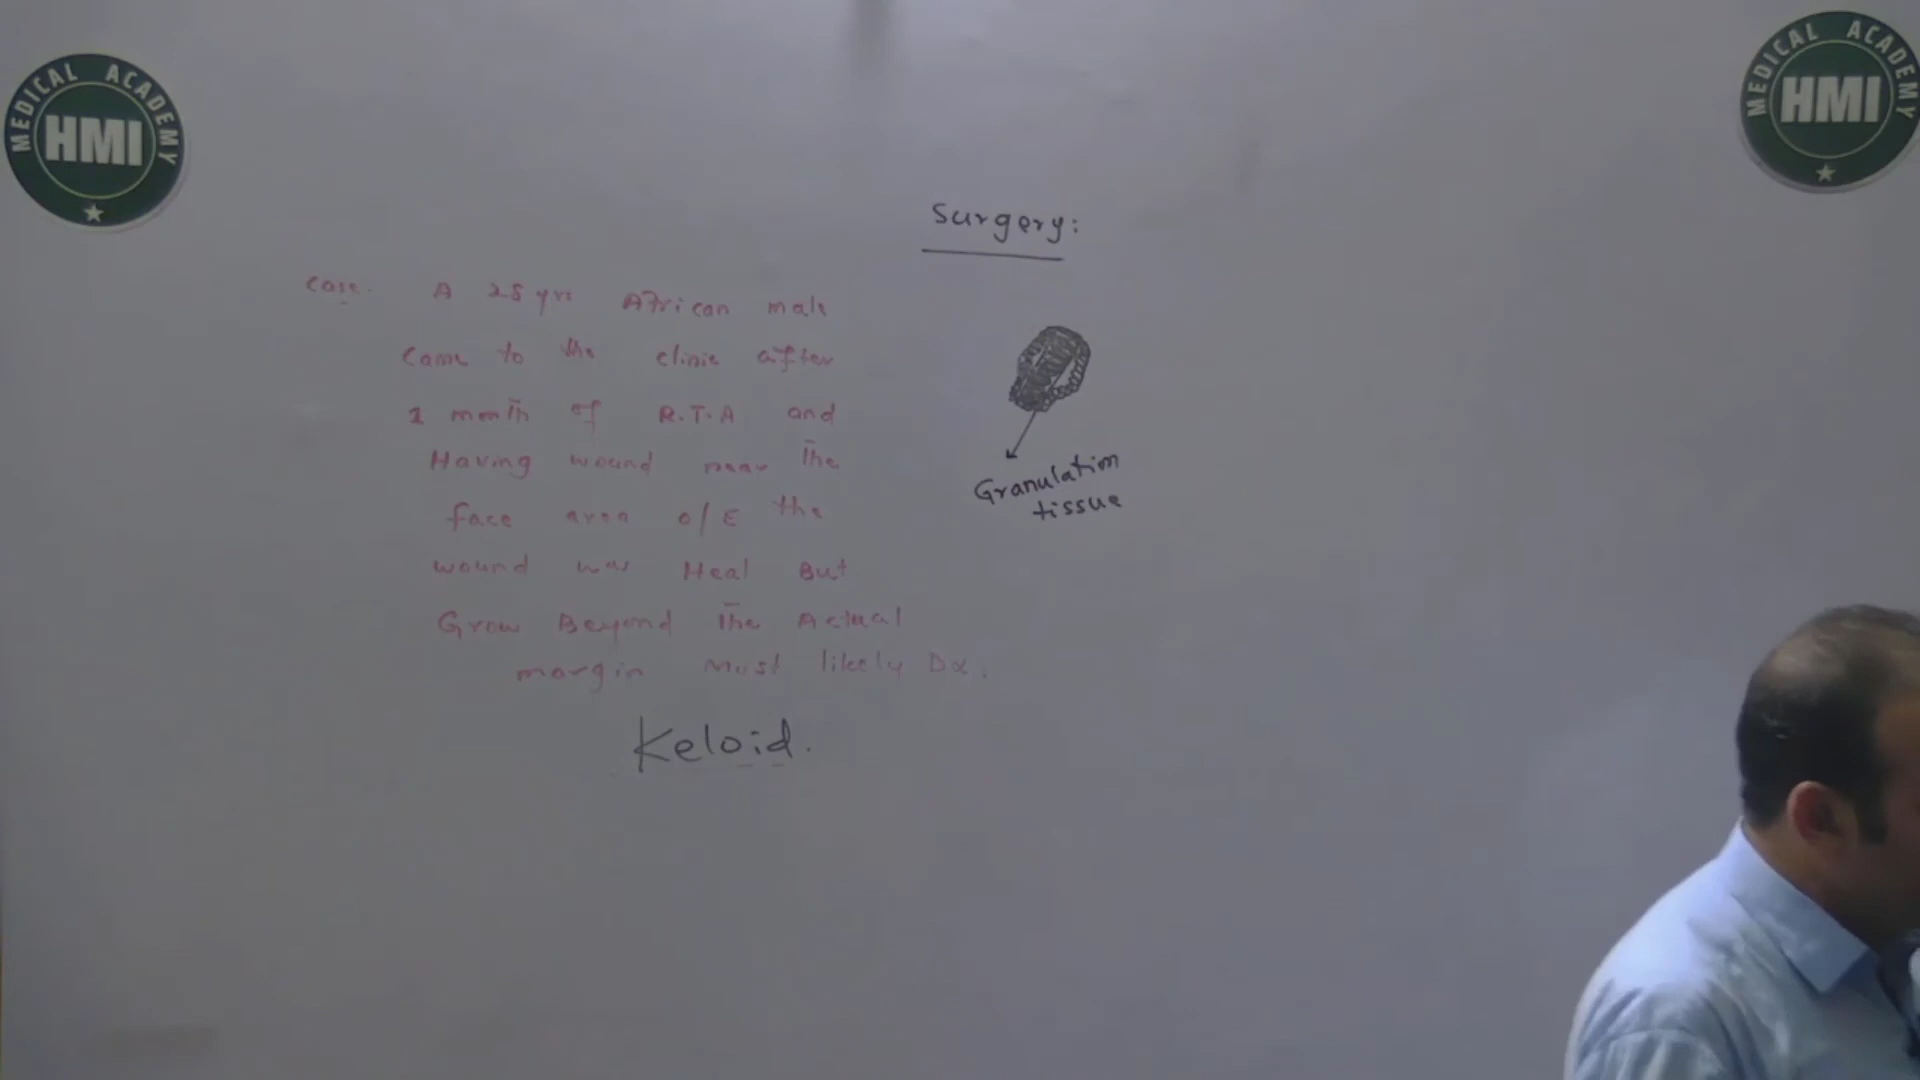 MEDICAL ACADEMY
HMI
MEDICAL ACADEMY
HMI
Surgery:
Case. A 25 yrs African male
Came to the clinic after
1 month of R.T.A and
Having wound near the
face area o/E the
wound was Heal But
Grow Beyond the Actual
margin Most likely Dx.
Keloid.
Granulation
tissue